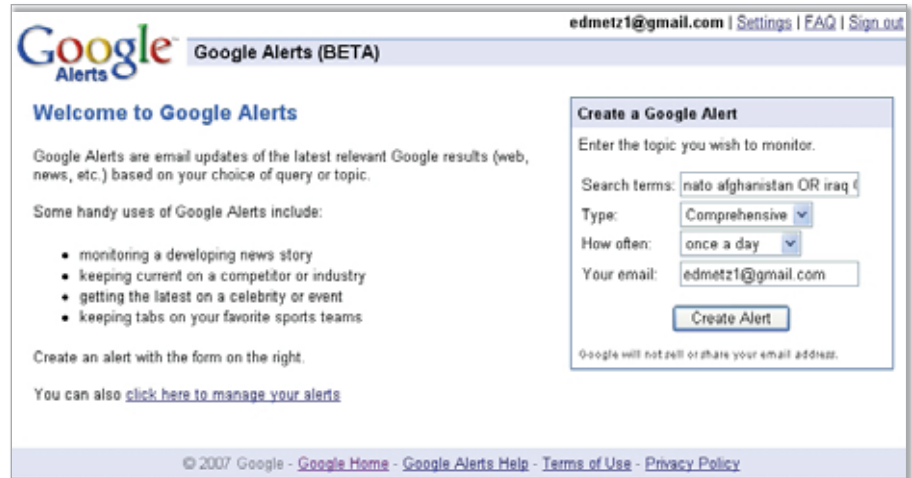 edmetz1@gmail.com | Settings | FAQ | Sign out
Google Alerts
Google Alerts (BETA)
Welcome to Google Alerts
Google Alerts are email updates of the latest relevant Google results (web,
news, etc.) based on your choice of query or topic.
Some handy uses of Google Alerts include:
• monitoring a developing news story
• keeping current on a competitor or industry
• getting the latest on a celebrity or event
• keeping tabs on your favorite sports teams
Create an alert with the form on the right.
You can also click here to manage your alerts
Create a Google Alert
Enter the topic you wish to monitor.
Search terms: nato afghanistan OR iraq
Type: Comprehensive
How often: once a day
Your email: edmetz1@gmail.com
Create Alert
Google will not sell or share your email address.
© 2007 Google - Google Home - Google Alerts Help - Terms of Use - Privacy Policy